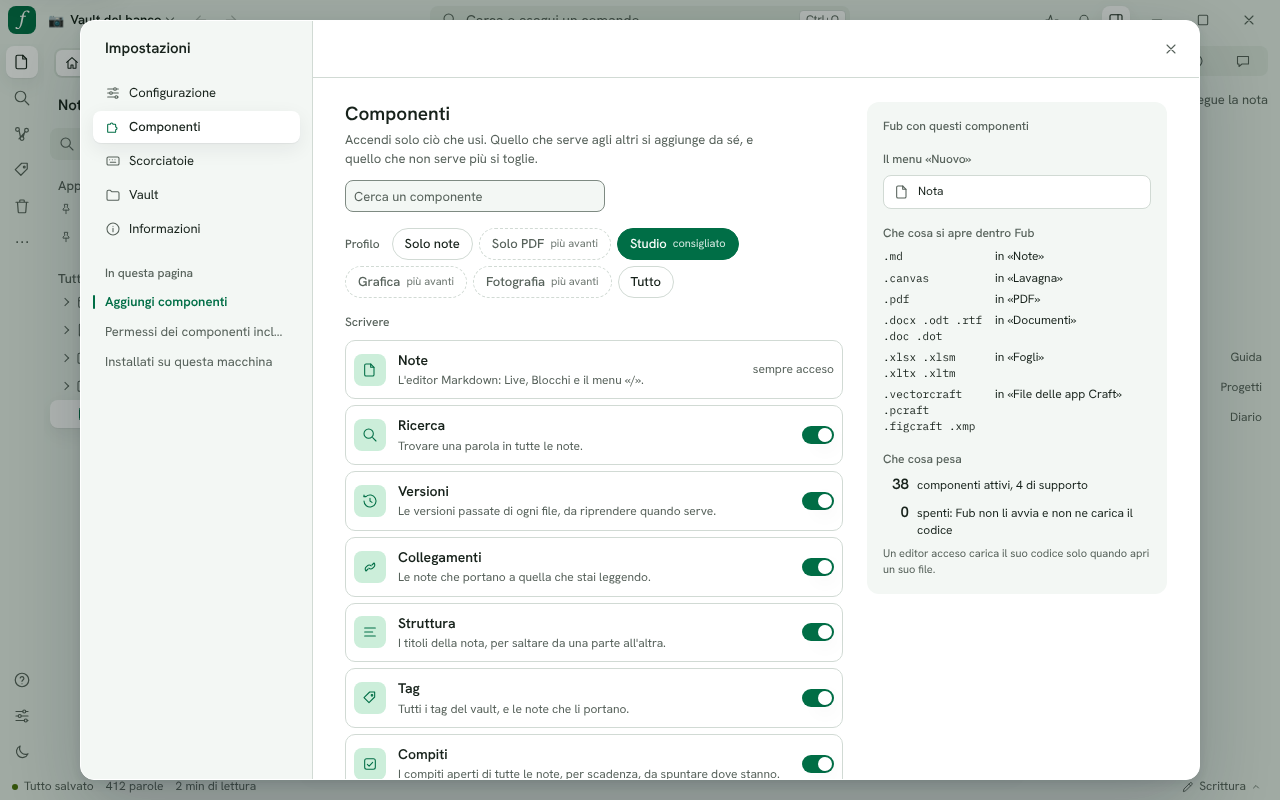 Vault del banco
Cerca o esegui un comando
Ctrl+O
Impostazioni
Configurazione
Componenti
Scorciatoie
Vault
Informazioni
In questa pagina
Aggiungi componenti
Permessi dei componenti incl...
Installati su questa macchina
Componenti
Accendi solo ciò che usi. Quello che serve agli altri si aggiunge da sé, e
quello che non serve più si toglie.
Cerca un componente
Profilo
Solo note
Solo PDF più avanti
Studio consigliato
Grafica più avanti
Fotografia più avanti
Tutto
Scrivere
Note
L'editor Markdown: Live, Blocchi e il menu «/».
sempre acceso
Ricerca
Trovare una parola in tutte le note.
Versioni
Le versioni passate di ogni file, da riprendere quando serve.
Collegamenti
Le note che portano a quella che stai leggendo.
Struttura
I titoli della nota, per saltare da una parte all'altra.
Tag
Tutti i tag del vault, e le note che li portano.
Compiti
I compiti aperti di tutte le note, per scadenza, da spuntare dove stanno.
Fub con questi componenti
Il menu «Nuovo»
Nota
Che cosa si apre dentro Fub
.md in «Note»
.canvas in «Lavagna»
.pdf in «PDF»
.docx .odt .rtf in «Documenti»
.doc .dot
.xlsx .xlsm in «Fogli»
.xltx .xltm
.vectorcraft in «File delle app Craft»
.pcraft
.figcraft .xmp
Che cosa pesa
38 componenti attivi, 4 di supporto
0 spenti: Fub non li avvia e non ne carica il
codice
Un editor acceso carica il suo codice solo quando apri
un suo file.
egue la nota
Guida
Progetti
Diario
Not
App
Tutt
Tutto salvato
412 parole
2 min di lettura
Scrittura